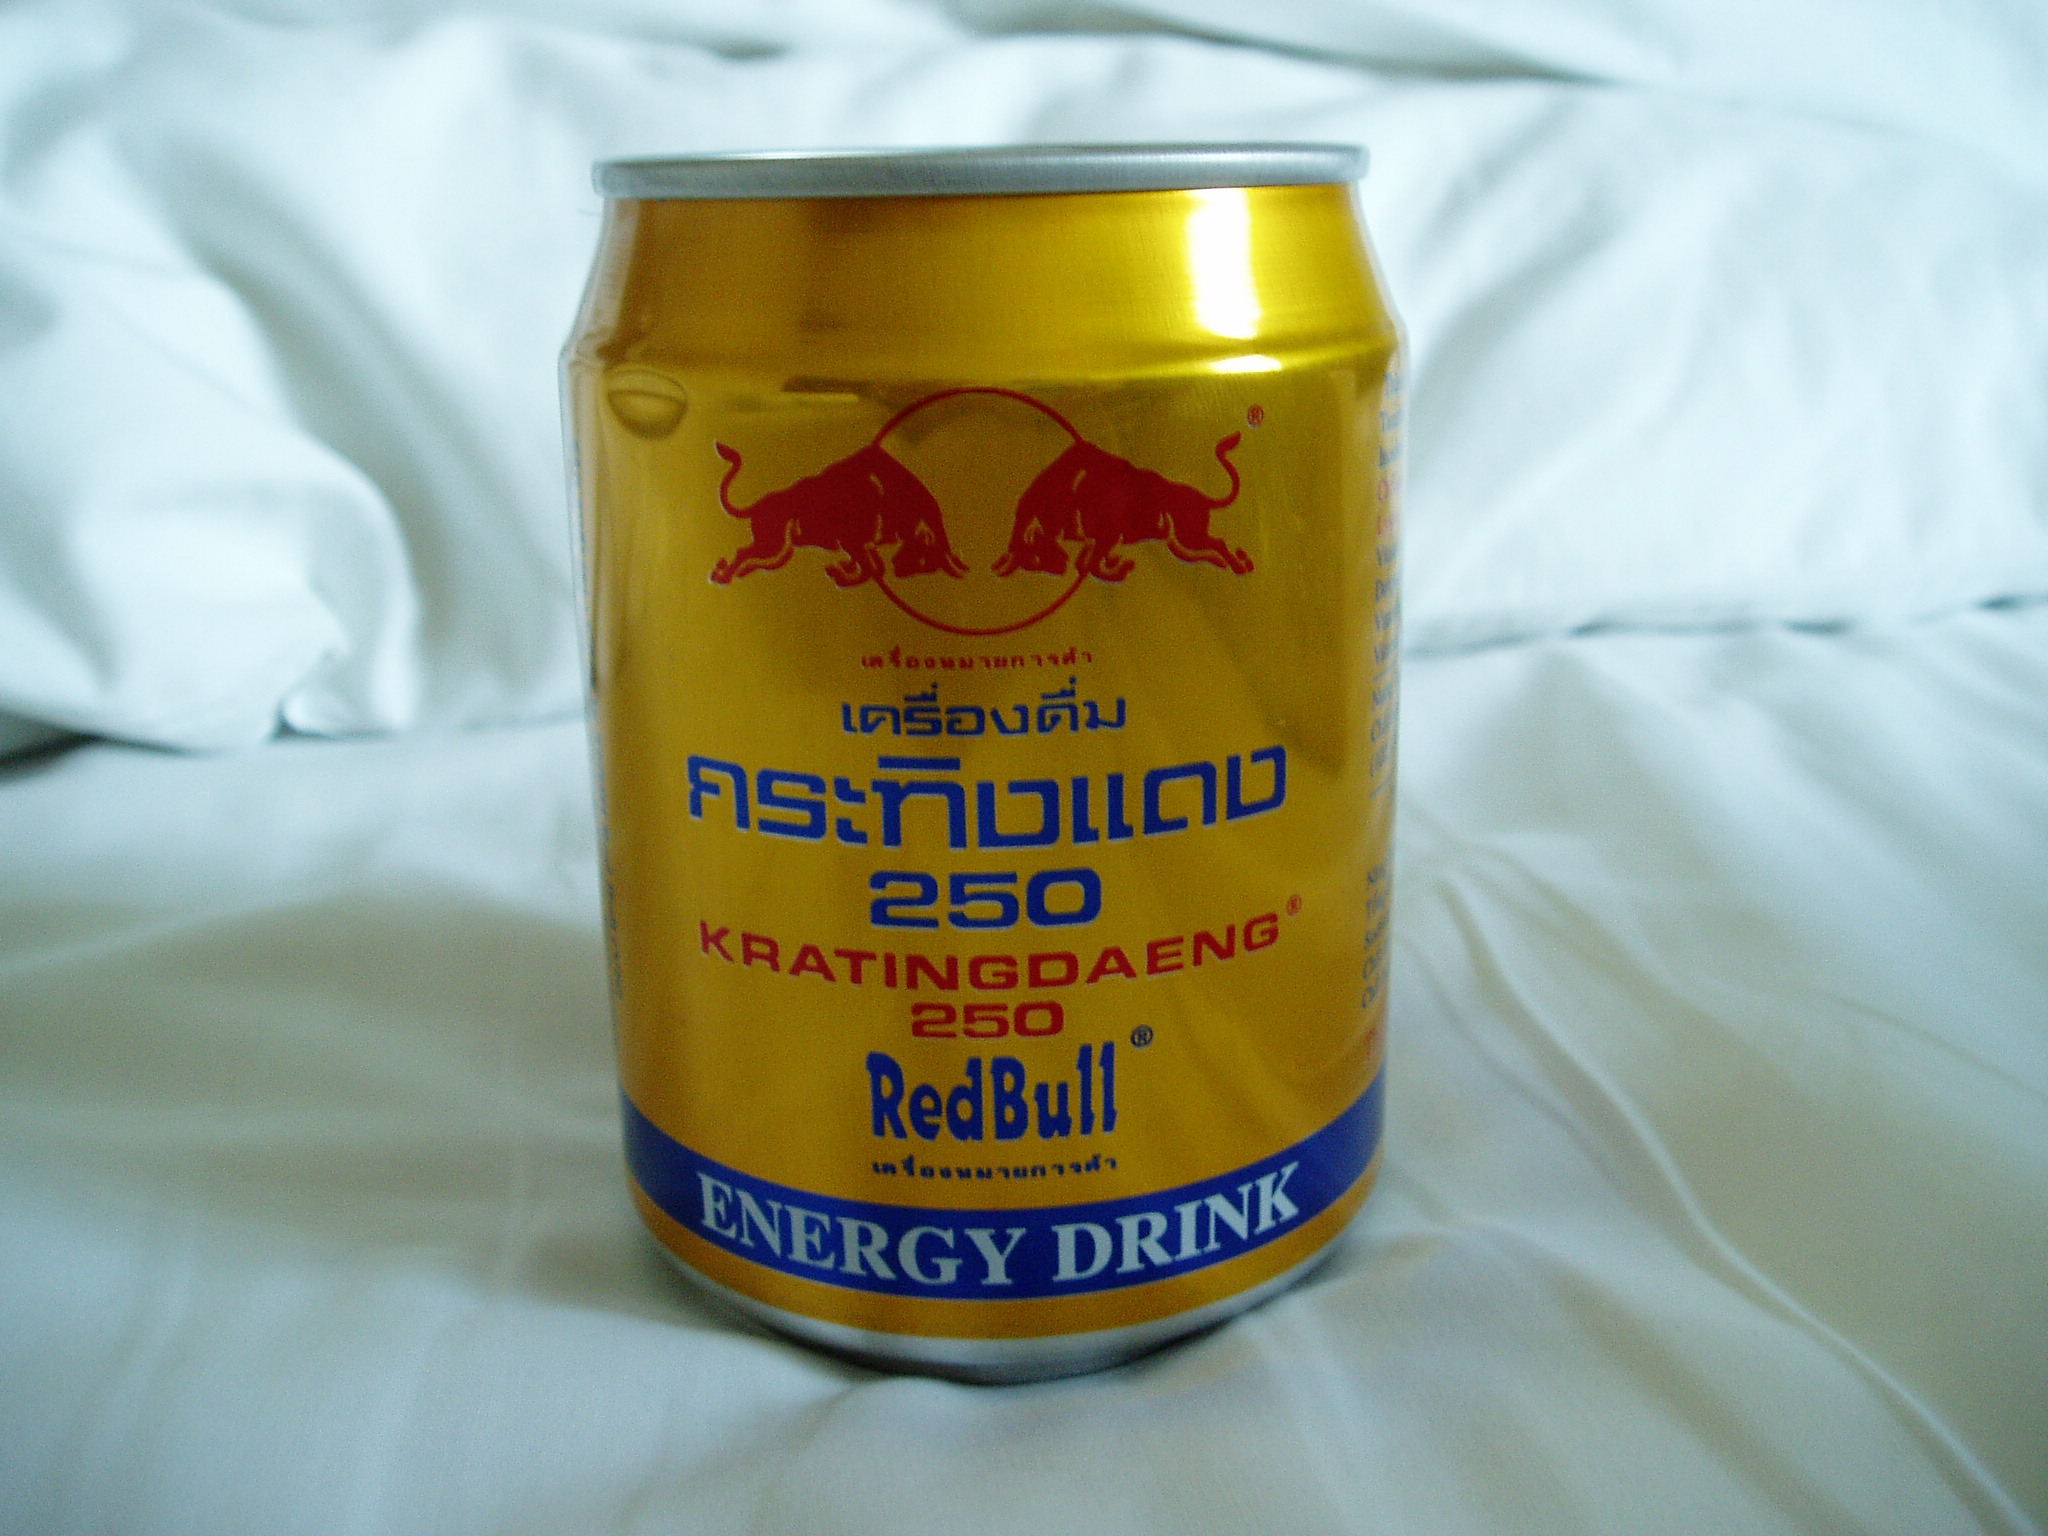 ®
เครื่องหมายการค้า
เครื่องดื่ม
กระทิงแดง
250
KRATINGDAENG®
250
RedBull®
เครื่องหมายการค้า
ENERGY DRINK